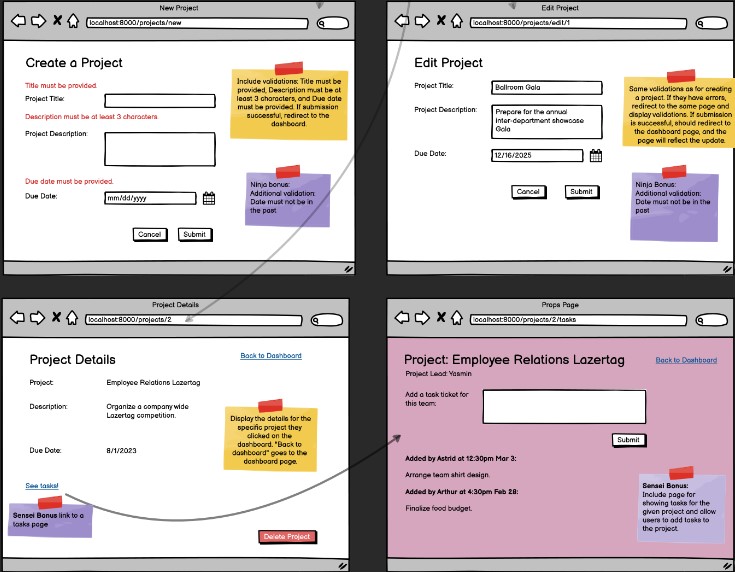 New Project
localhost:8000/projects/new
Create a Project
Title must be provided.
Project Title:
Description must be at least 3 characters.
Project Description:
Due date must be provided.
Due Date:
mm/dd/yyyy
Cancel
Submit
Include validations: Title must be
provided, Description must be at
least 3 characters, and Due date
must be provided. If submission
successful, redirect to the
dashboard.
Ninja bonus:
Additional validation:
Date must not be in
the past
Edit Project
localhost:8000/projects/edit/1
Edit Project
Project Title:
Ballroom Gala
Project Description:
Prepare for the annual
inter-department showcase
Gala
Due Date:
12/16/2025
Cancel
Submit
Same validations as for creating
a project. If they have errors,
redirect to the same page and
display validations. If submission
is successful, should redirect to
the dashboard page, and the
page will reflect the update.
Ninja Bonus:
Additional validation:
Date must not be in the
past
Project Details
localhost:8000/projects/2
Project Details
Back to Dashboard
Project:
Employee Relations Lazertag
Description:
Organize a company wide
Lazertag competition.
Due Date:
8/1/2023
Display the details for the
specific project they
clicked on the
dashboard. "Back to
dashboard" goes to the
dashboard page.
See tasks!
Sensei Bonus link to a
tasks page
Delete Project
Props Page
localhost:8000/projects/2/tasks
Project: Employee Relations Lazertag
Back to Dashboard
Project Lead: Yasmin
Add a task ticket for
this team:
Submit
Added by Astrid at 12:30pm Mar 3:
Arrange team shirt design.
Added by Arthur at 4:30pm Feb 28:
Finalize food budget.
Sensei Bonus:
Include page for
showing tasks for the
given project and allow
users to add tasks to
the project.